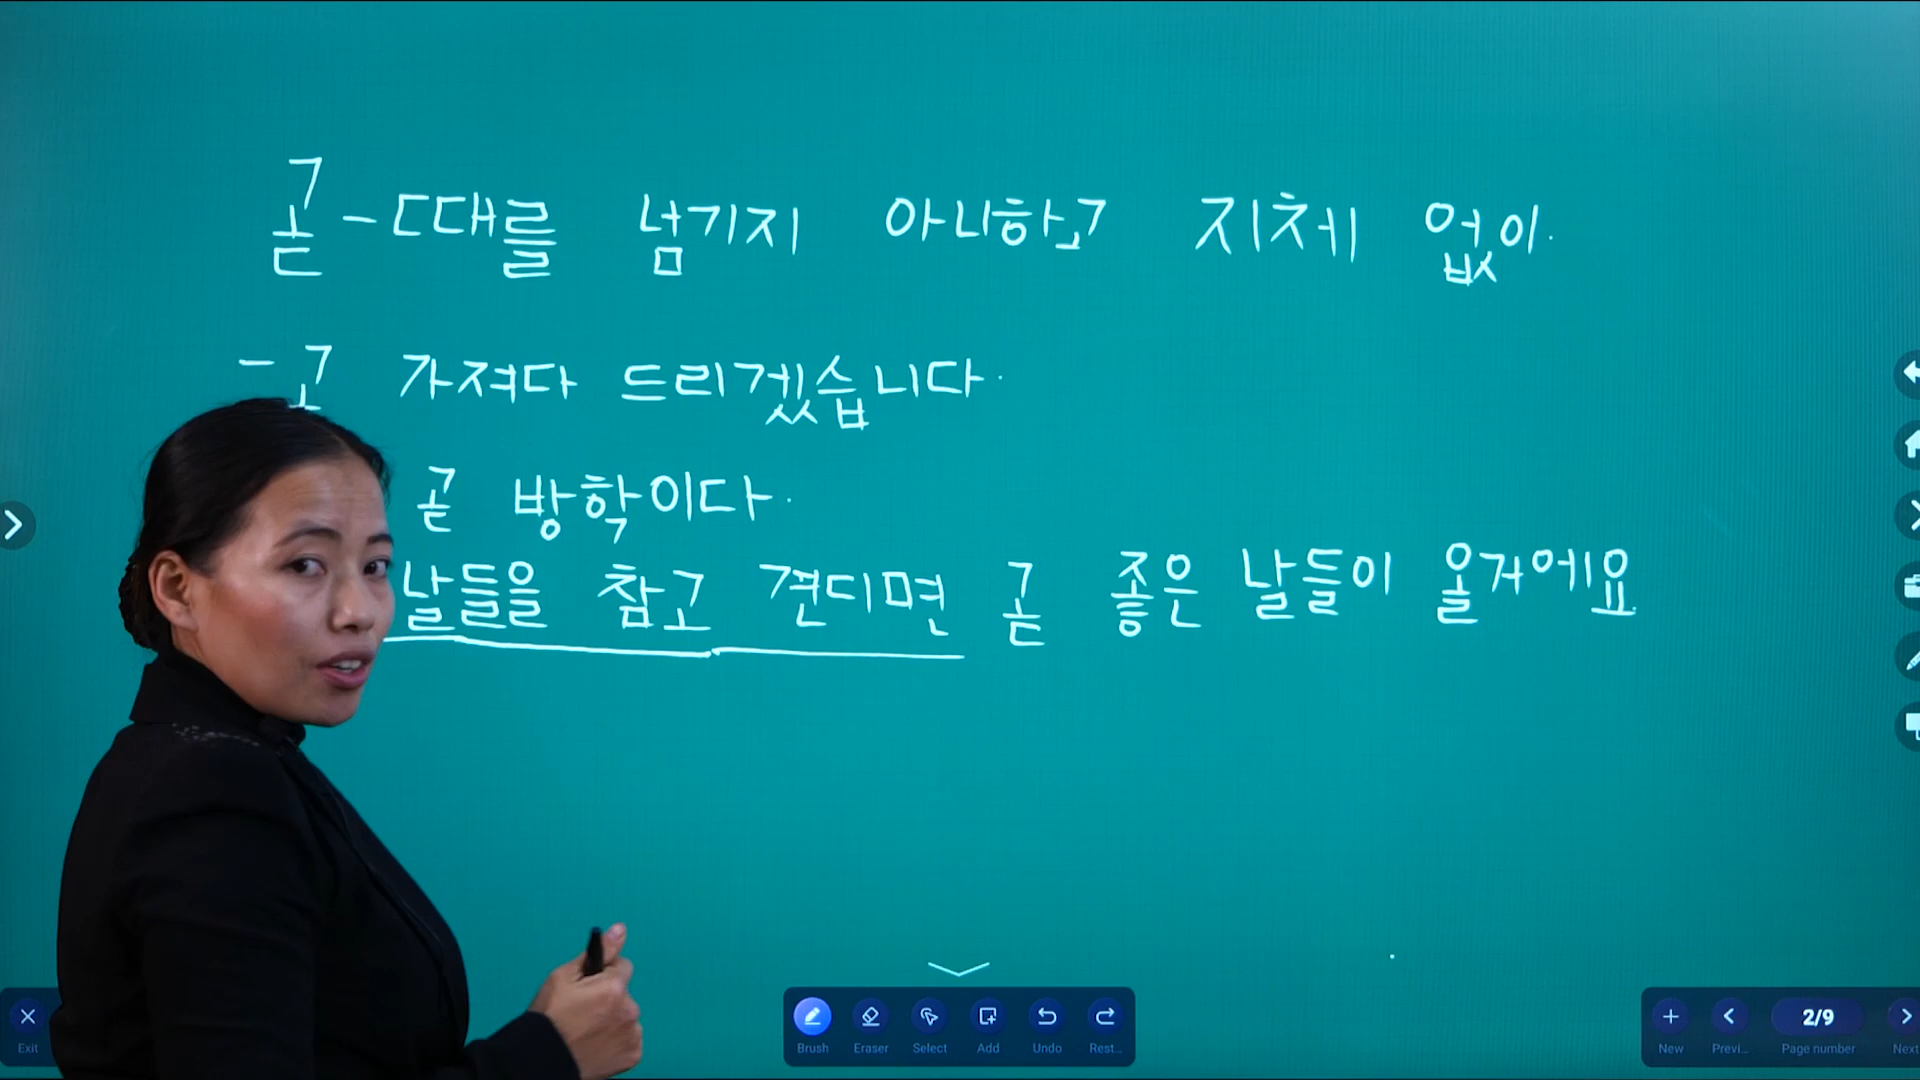 곧 - 때를 넘기지 아니하고 지체 없이.
- 가져다 드리겠습니다.
곧 방학이다.
날들을 참고 견디면 곧 좋은 날들이 올거에요.
Exit
Brush Eraser Select Add Undo Rest...
2/9
New Previ... Page number Next